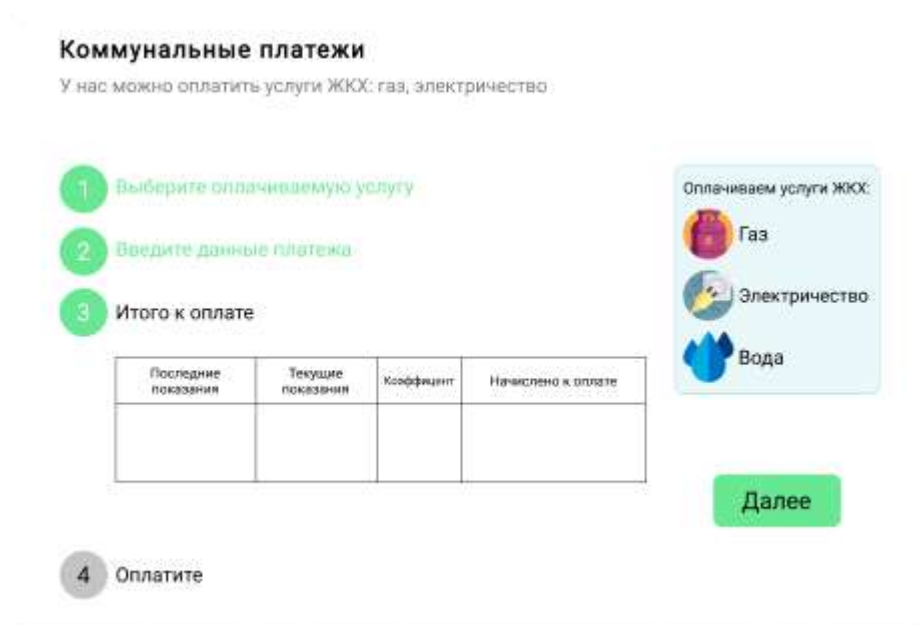 Коммунальные платежи
У нас можно оплатить услуги ЖКХ: газ, электричество
1 Выберите оплачиваемую услугу
2 Введите данные платежа
3 Итого к оплате
Последние показания
Текущие показания
Коэффицент
Начислено к оплате
4 Оплатите
Оплачиваем услуги ЖКХ:
Газ
Электричество
Вода
Далее